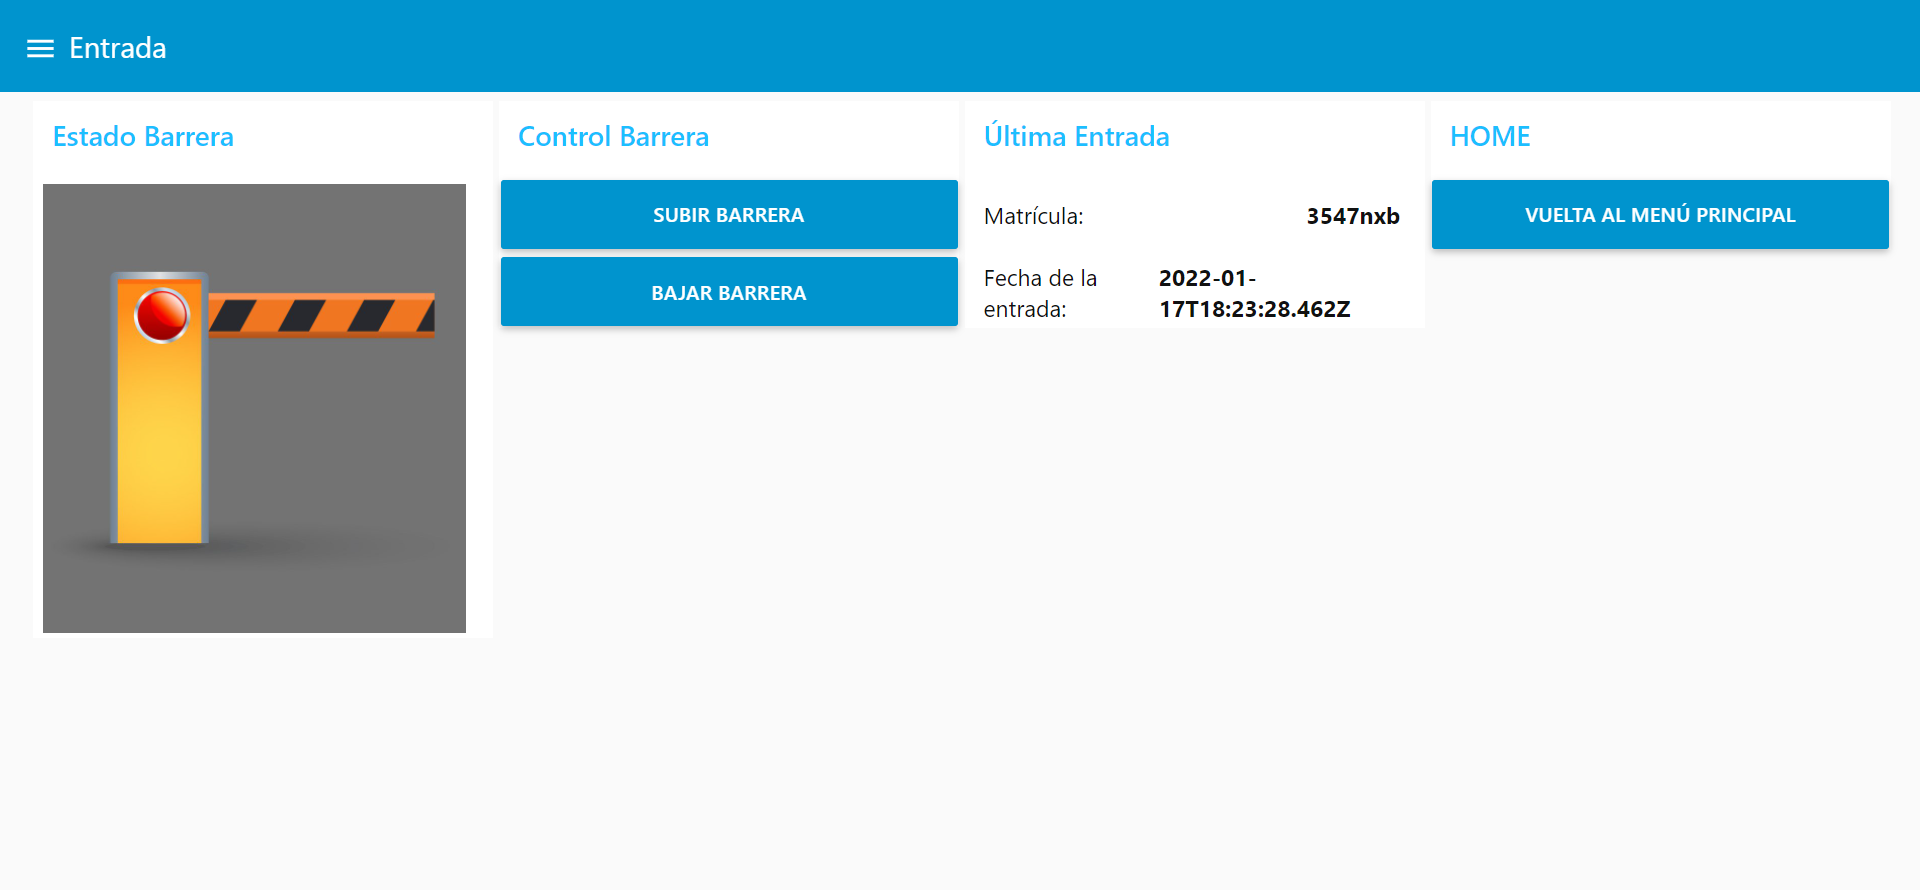 Entrada
Estado Barrera
Control Barrera
SUBIR BARRERA
BAJAR BARRERA
Última Entrada
Matrícula: 3547nxb
Fecha de la entrada:
2022-01-
17T18:23:28.462Z
HOME
VUELTA AL MENÚ PRINCIPAL